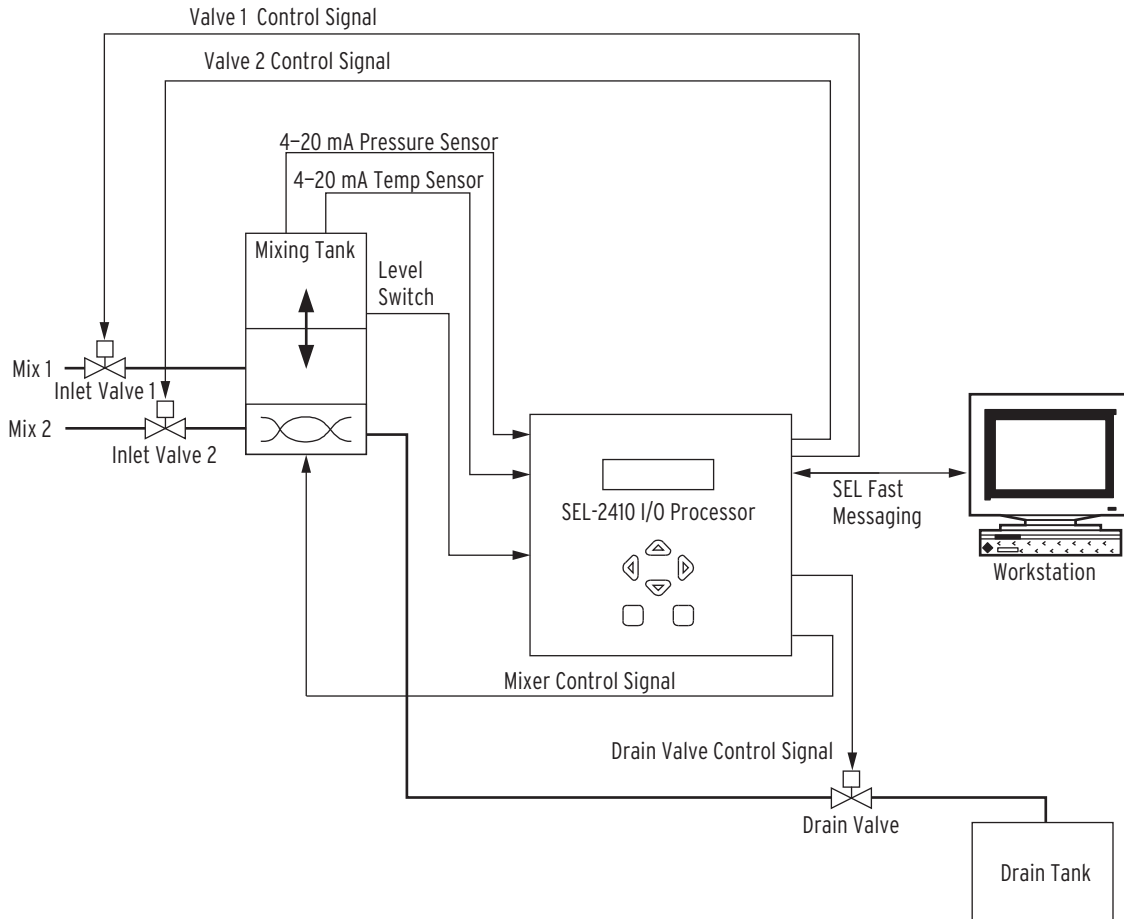 Valve 1 Control Signal
Valve 2 Control Signal
4–20 mA Pressure Sensor
4–20 mA Temp Sensor
Mixing Tank
Level
Switch
Mix 1
Inlet Valve 1
Mix 2
Inlet Valve 2
SEL-2410 I/O Processor
SEL Fast
Messaging
Workstation
Mixer Control Signal
Drain Valve Control Signal
Drain Valve
Drain Tank